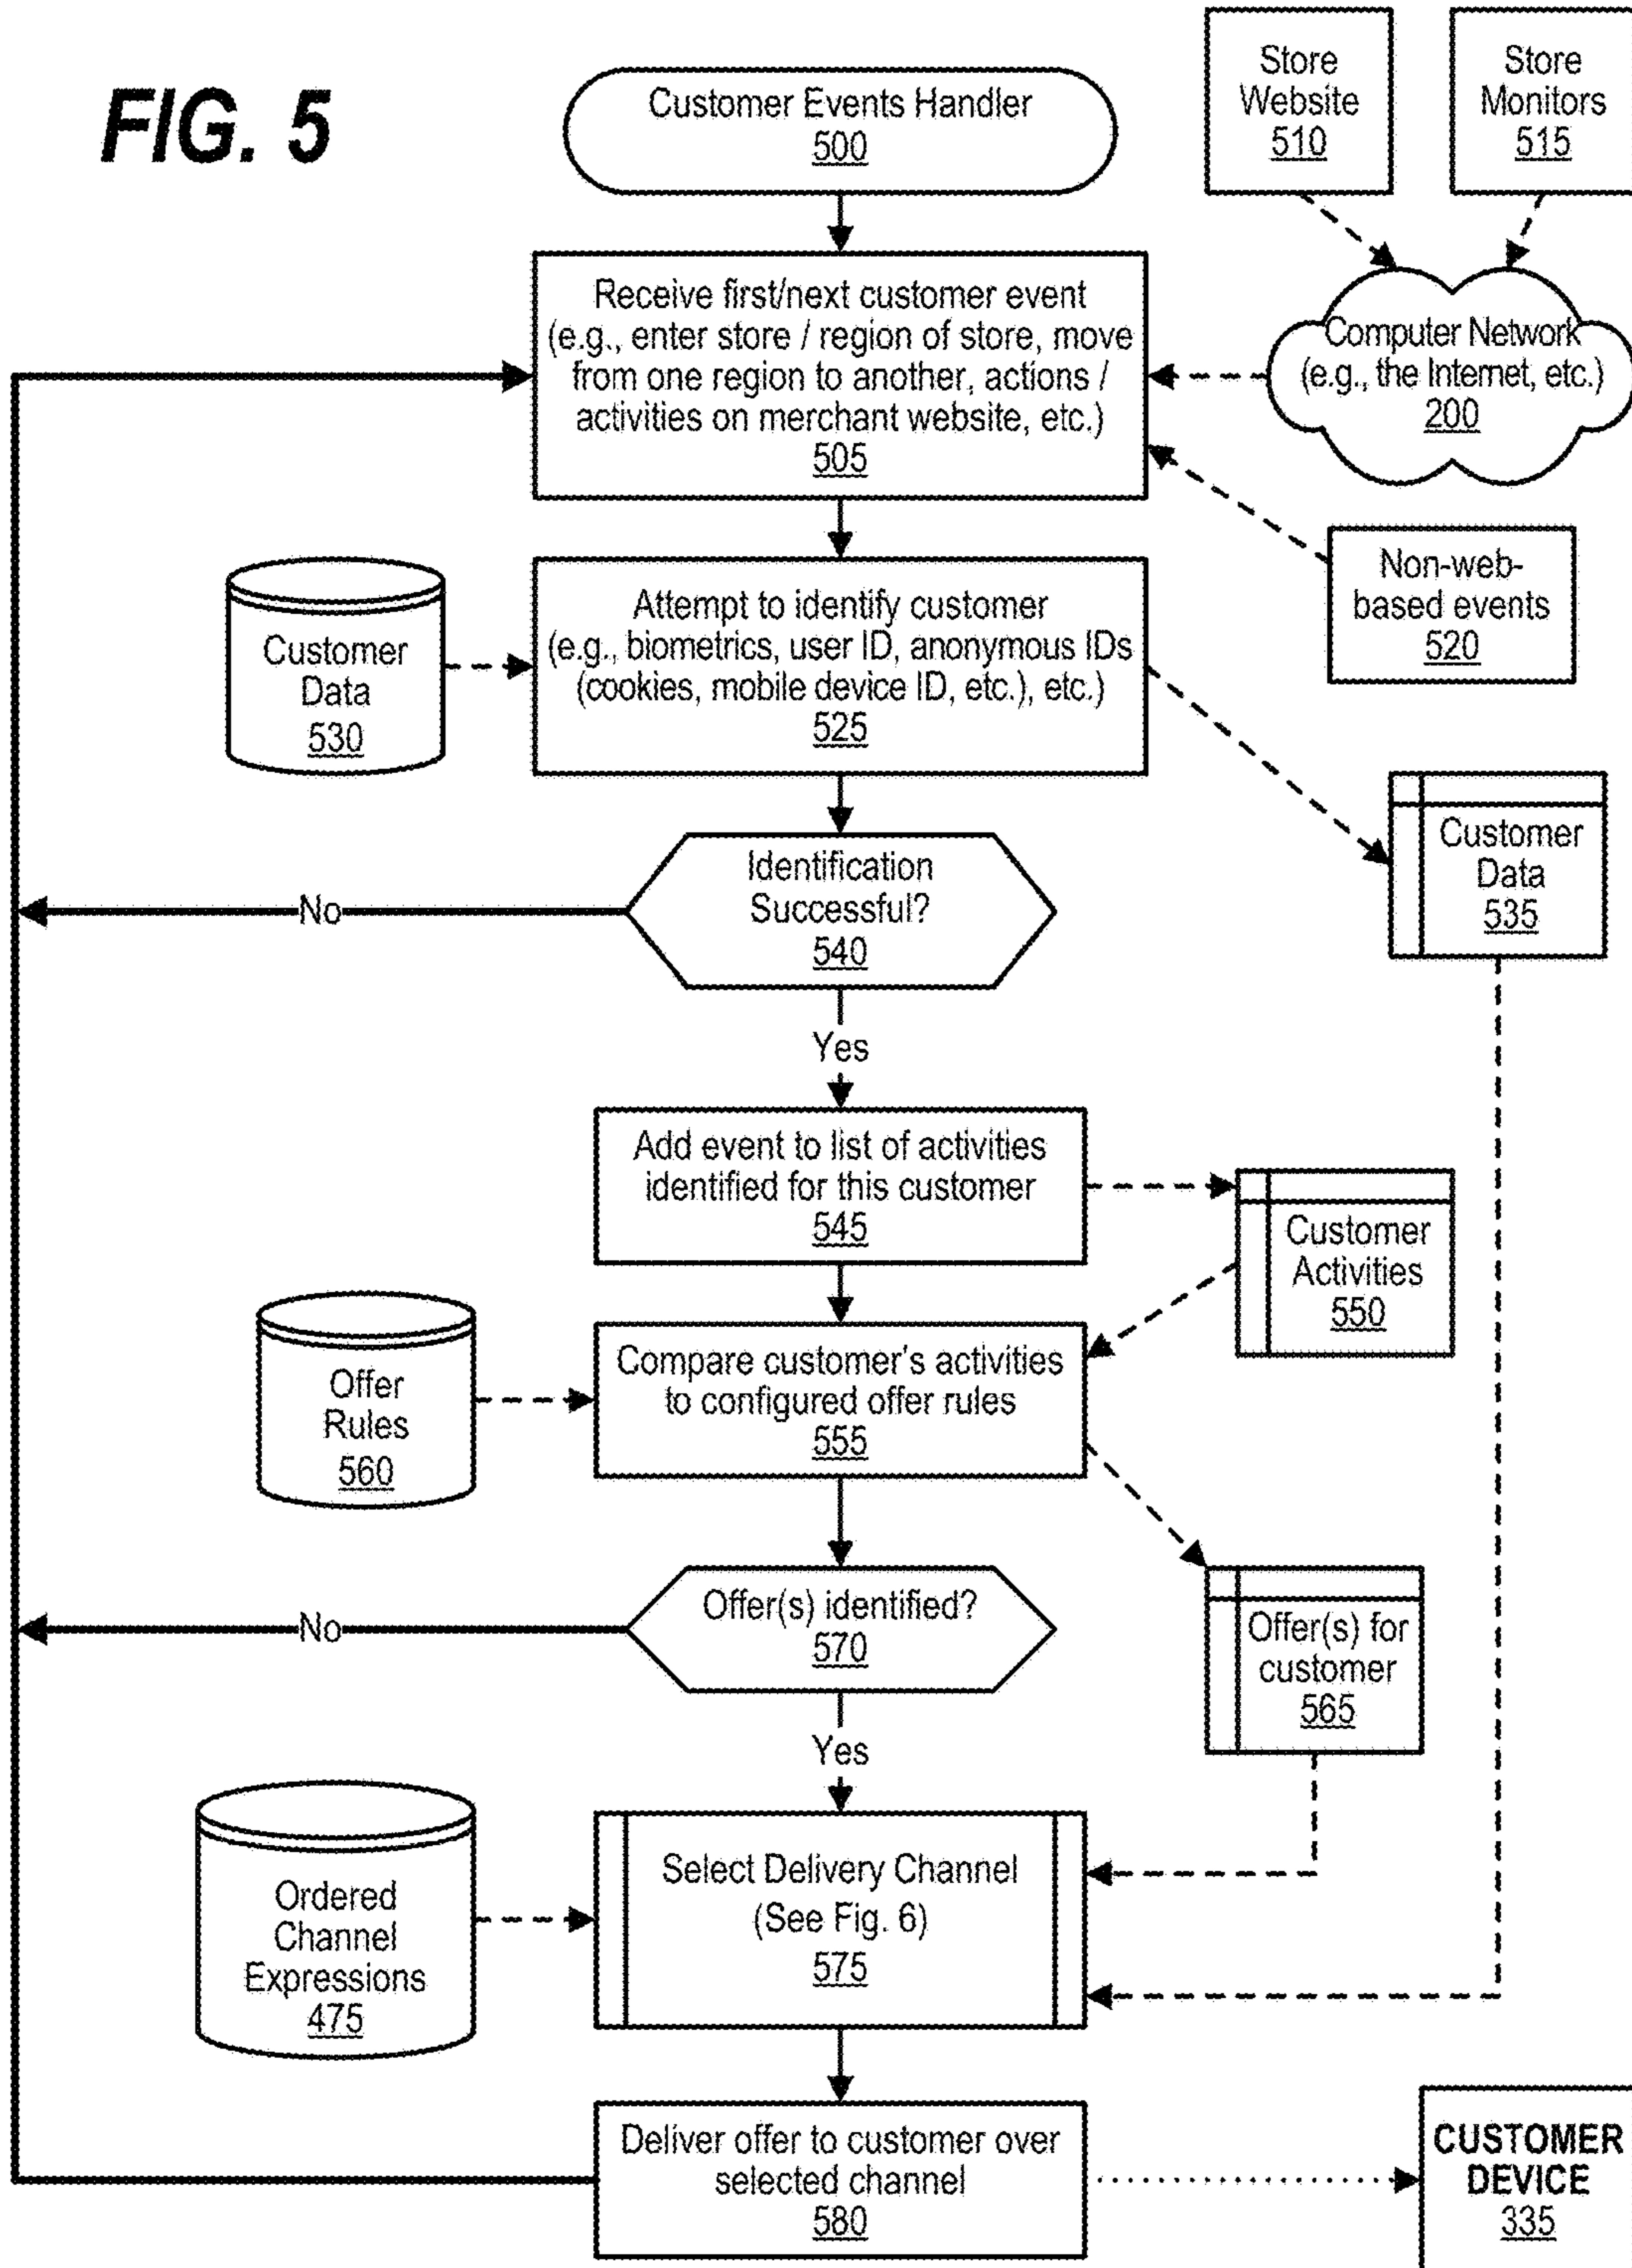 FIG. 5
Customer Events Handler
500
Store
Website
510
Store
Monitors
515
Receive first/next customer event
(e.g., enter store / region of store, move
from one region to another, actions /
activities on merchant website, etc.)
505
Computer Network
(e.g., the Internet, etc.)
200
Non-web-
based events
520
Customer
Data
530
Attempt to identify customer
(e.g., biometrics, user ID, anonymous IDs
(cookies, mobile device ID, etc.), etc.)
525
Customer
Data
535
Identification
Successful?
540
No
Yes
Add event to list of activities
identified for this customer
545
Customer
Activities
550
Offer
Rules
560
Compare customer's activities
to configured offer rules
555
Offer(s) identified?
570
No
Offer(s) for
customer
565
Yes
Ordered
Channel
Expressions
475
Select Delivery Channel
(See Fig. 6)
575
Deliver offer to customer over
selected channel
580
CUSTOMER
DEVICE
335